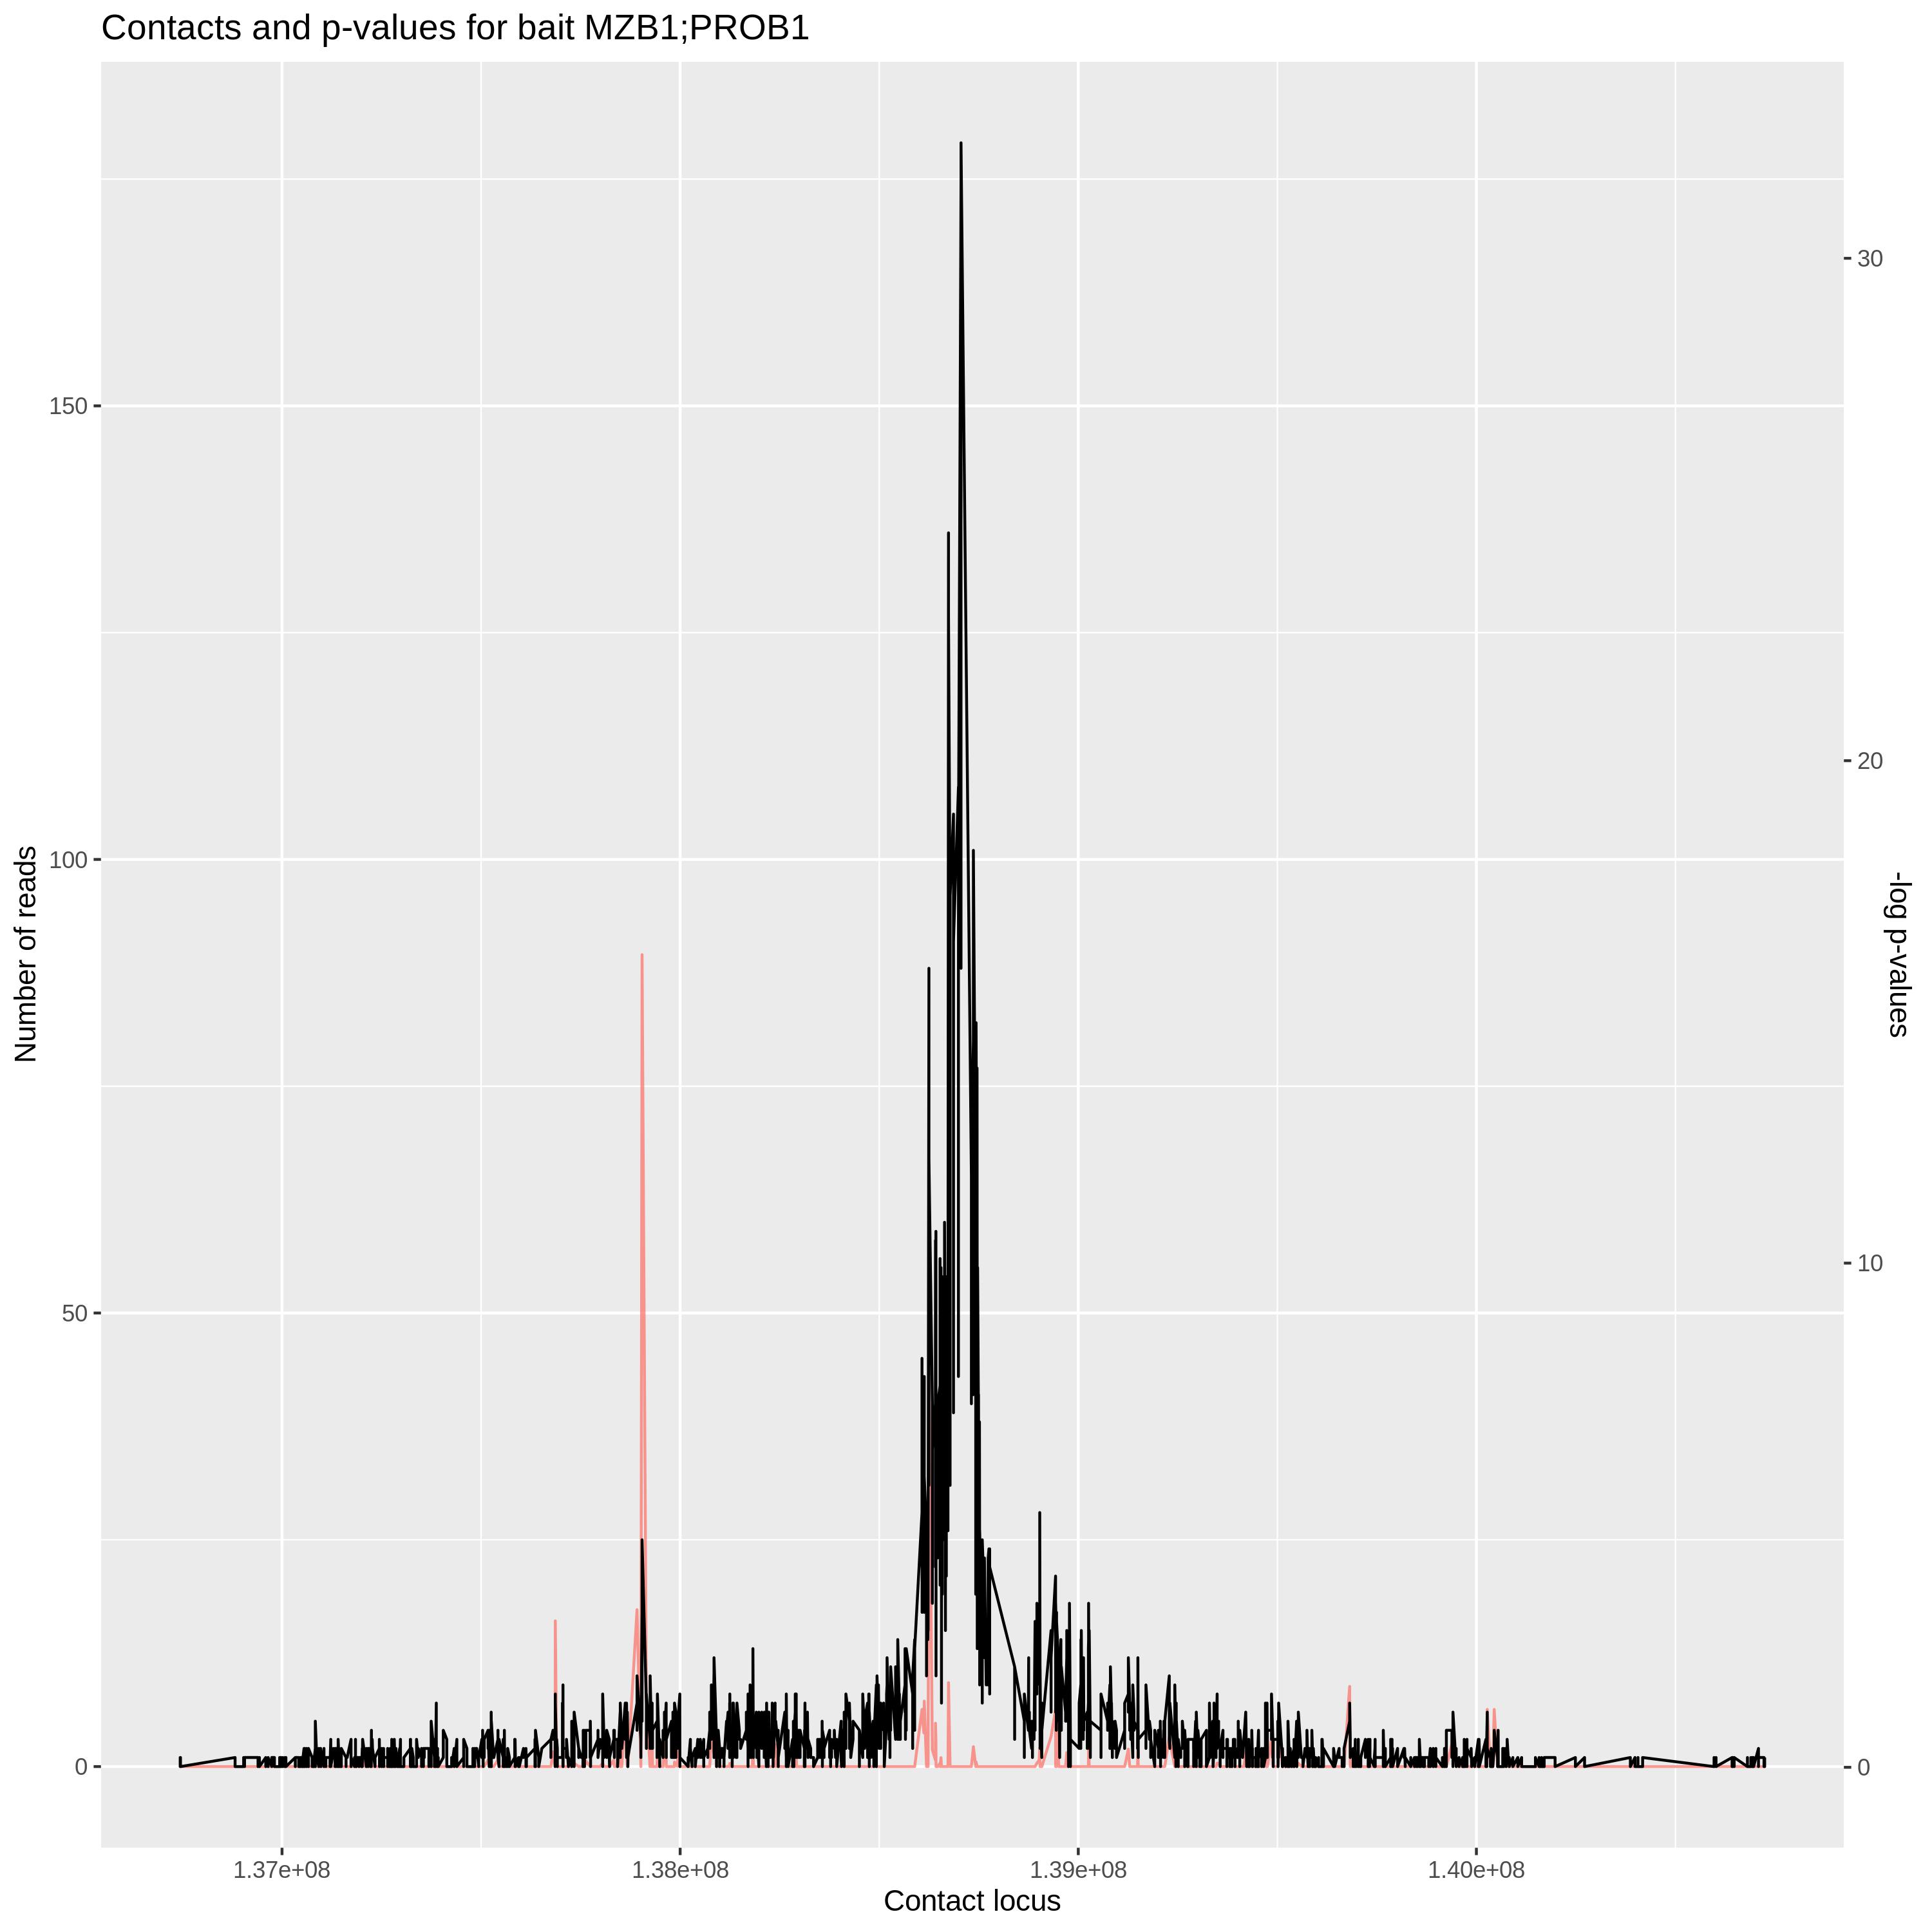 Contacts and p-values for bait MZB1;PROB1
Number of reads
150
100
50
0
30
20
10
0
-log p-values
1.37e+08
1.38e+08
1.39e+08
1.40e+08
Contact locus